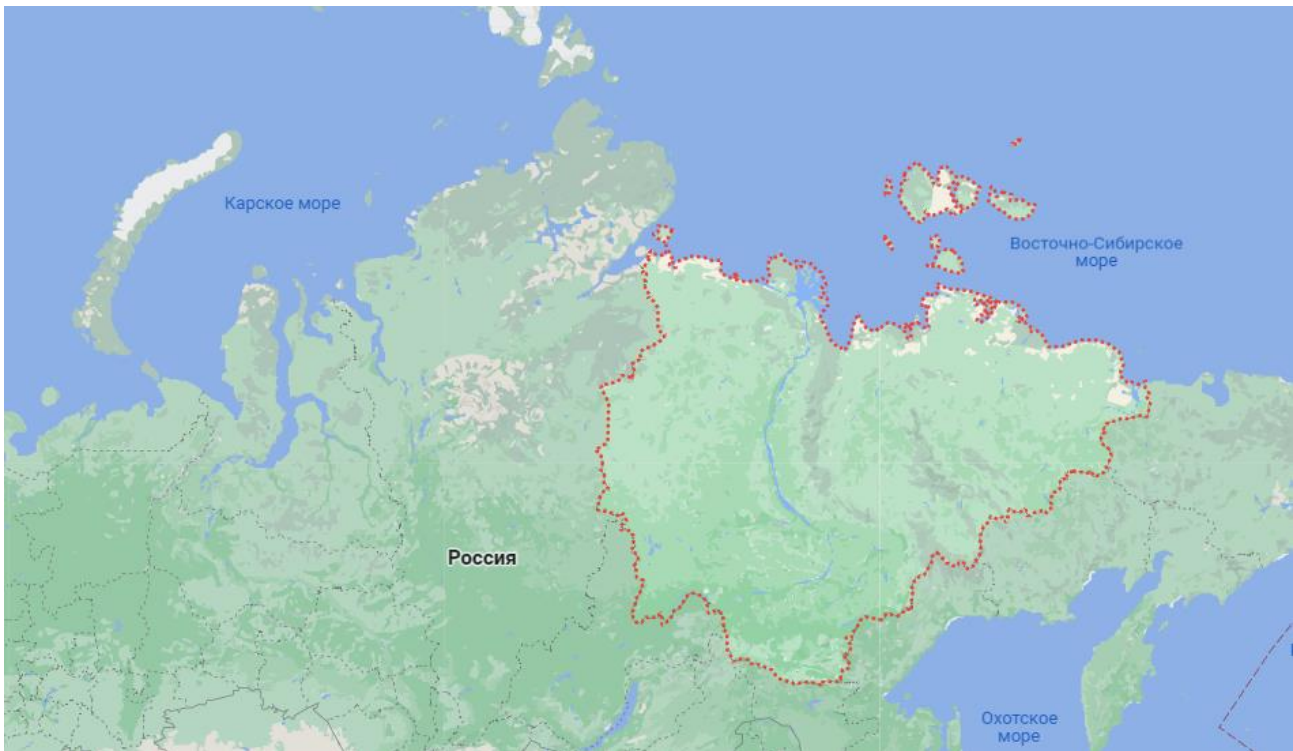 Карское море
Восточно-Сибирское
море
Россия
Охотское
море